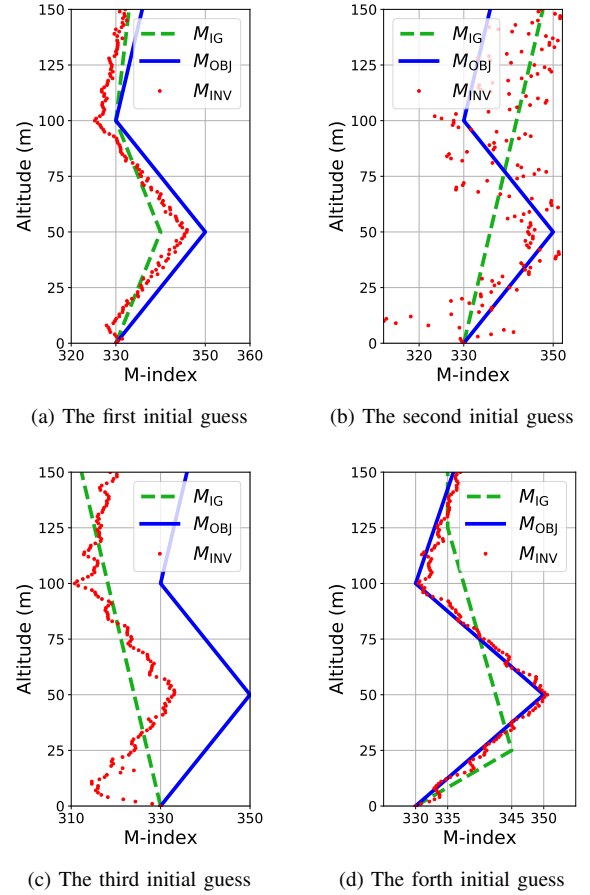 150
125
100
75
50
25
0
Altitude (m)
M_IG
M_OBJ
M_INV
320 330 350 360
M-index
(a) The first initial guess
150
125
100
75
50
25
0
Altitude (m)
M_IG
M_OBJ
M_INV
320 330 350
M-index
(b) The second initial guess
150
125
100
75
50
25
0
Altitude (m)
M_IG
M_OBJ
M_INV
310 320 330 350
M-index
(c) The third initial guess
150
125
100
75
50
25
0
Altitude (m)
M_IG
M_OBJ
M_INV
330 335 345 350
M-index
(d) The forth initial guess